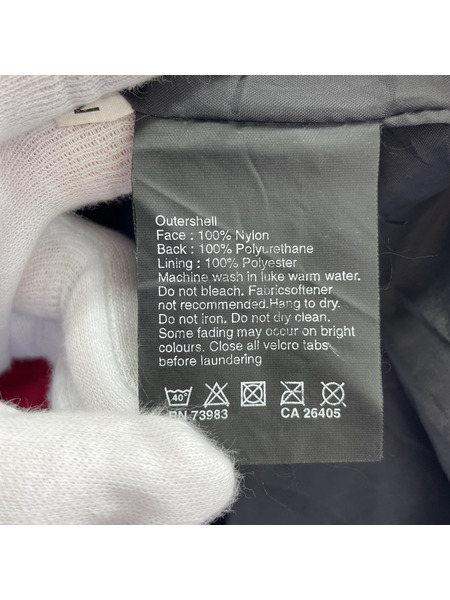 Outershell
Face : 100% Nylon
Back : 100% Polyurethane
Lining : 100% Polyester
Machine wash in luke warm water.
Do not bleach. Fabricsoftener
not recommended.Hang to dry.
Do not iron. Do not dry clean.
Some fading may occur on bright
colours. Close all velcro tabs
before laundering
40°
RN 73983 CA 26405